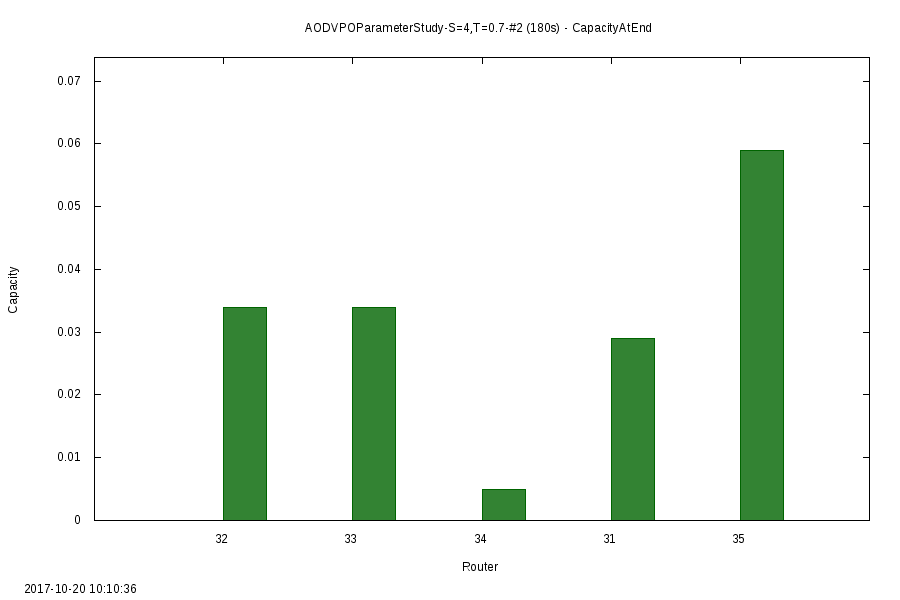 AODVPOParameterStudy-S=4,T=0.7-#2 (180s) - CapacityAtEnd
0.07
0.06
0.05
0.04
0.03
0.02
0.01
0
Capacity
32 33 34 31 35
Router
2017-10-20 10:10:36